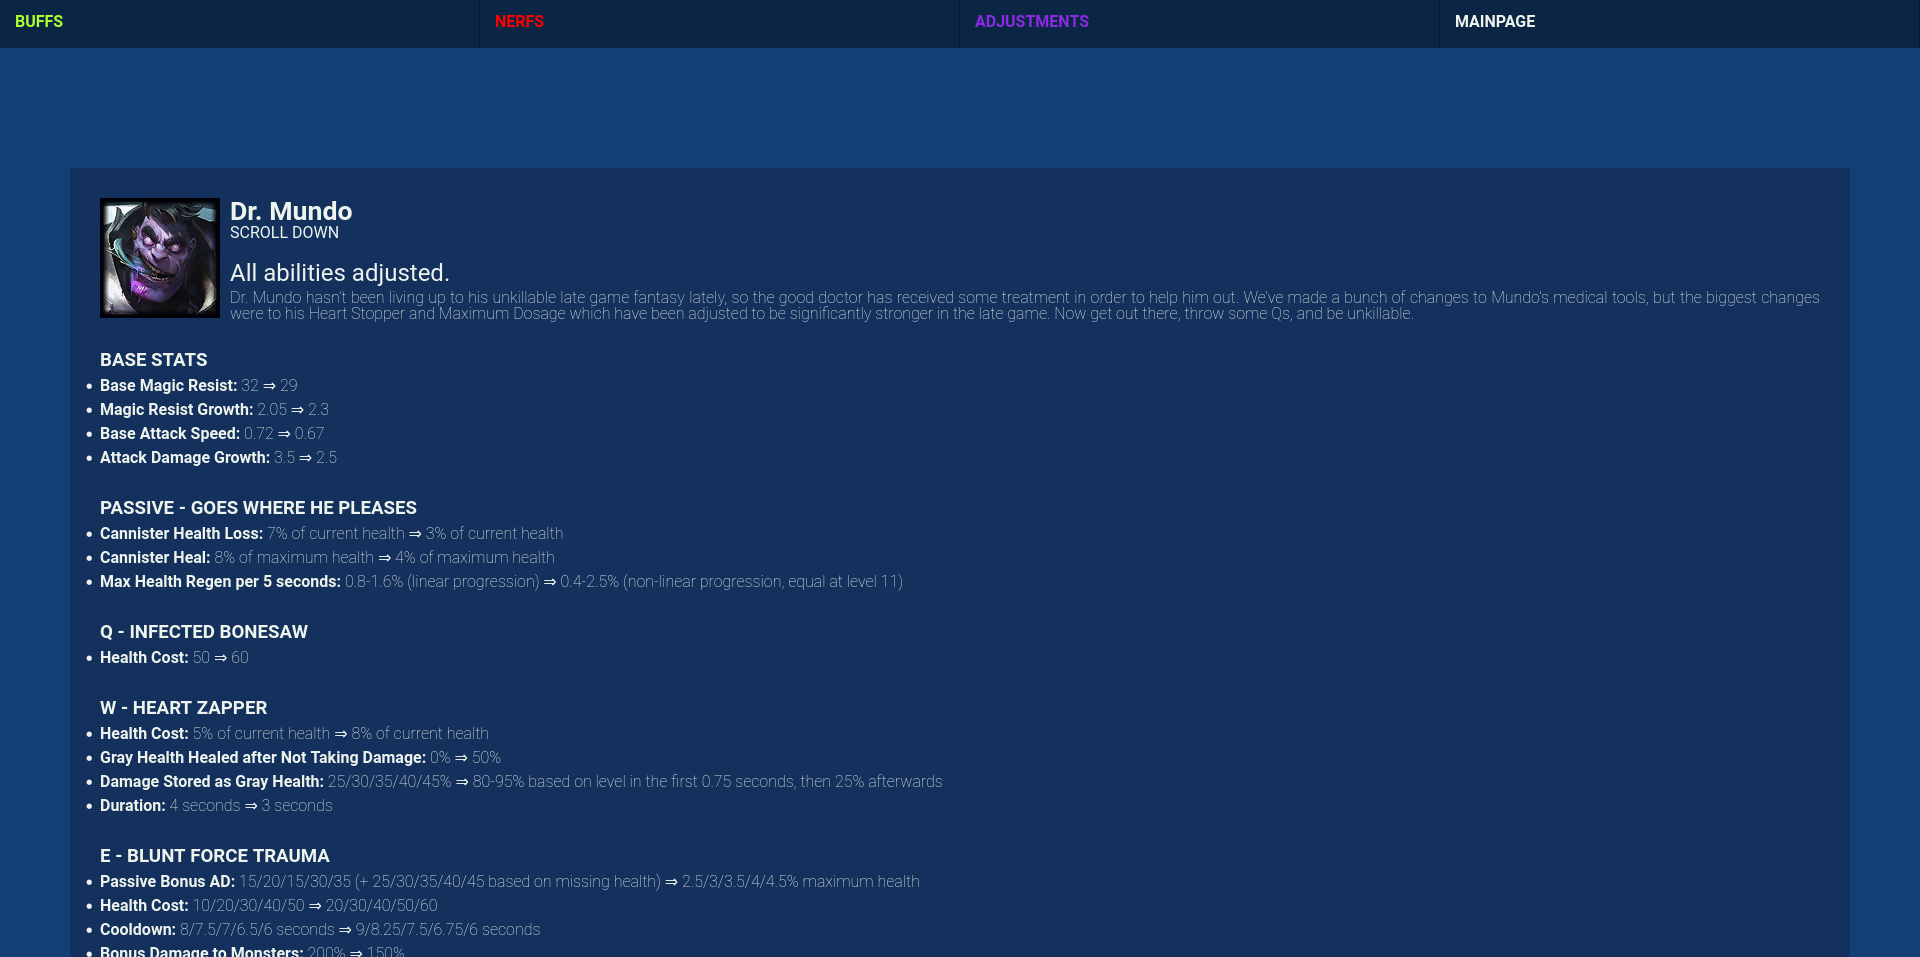 BUFFS
NERFS
ADJUSTMENTS
MAINPAGE
Dr. Mundo
SCROLL DOWN
All abilities adjusted.
Dr. Mundo hasn't been living up to his unkillable late game fantasy lately, so the good doctor has received some treatment in order to help him out. We've made a bunch of changes to Mundo's medical tools, but the biggest changes
were to his Heart Stopper and Maximum Dosage which have been adjusted to be significantly stronger in the late game. Now get out there, throw some Qs, and be unkillable.
BASE STATS
• Base Magic Resist: 32 ⇒ 29
• Magic Resist Growth: 2.05 ⇒ 2.3
• Base Attack Speed: 0.72 ⇒ 0.67
• Attack Damage Growth: 3.5 ⇒ 2.5
PASSIVE - GOES WHERE HE PLEASES
• Cannister Health Loss: 7% of current health ⇒ 3% of current health
• Cannister Heal: 8% of maximum health ⇒ 4% of maximum health
• Max Health Regen per 5 seconds: 0.8-1.6% (linear progression) ⇒ 0.4-2.5% (non-linear progression, equal at level 11)
Q - INFECTED BONESAW
• Health Cost: 50 ⇒ 60
W - HEART ZAPPER
• Health Cost: 5% of current health ⇒ 8% of current health
• Gray Health Healed after Not Taking Damage: 0% ⇒ 50%
• Damage Stored as Gray Health: 25/30/35/40/45% ⇒ 80-95% based on level in the first 0.75 seconds, then 25% afterwards
• Duration: 4 seconds ⇒ 3 seconds
E - BLUNT FORCE TRAUMA
• Passive Bonus AD: 15/20/15/30/35 (+ 25/30/35/40/45 based on missing health) ⇒ 2.5/3/3.5/4/4.5% maximum health
• Health Cost: 10/20/30/40/50 ⇒ 20/30/40/50/60
• Cooldown: 8/7.5/7/6.5/6 seconds ⇒ 9/8.25/7.5/6.75/6 seconds
• Bonus Damage to Monsters: 200% ⇒ 150%